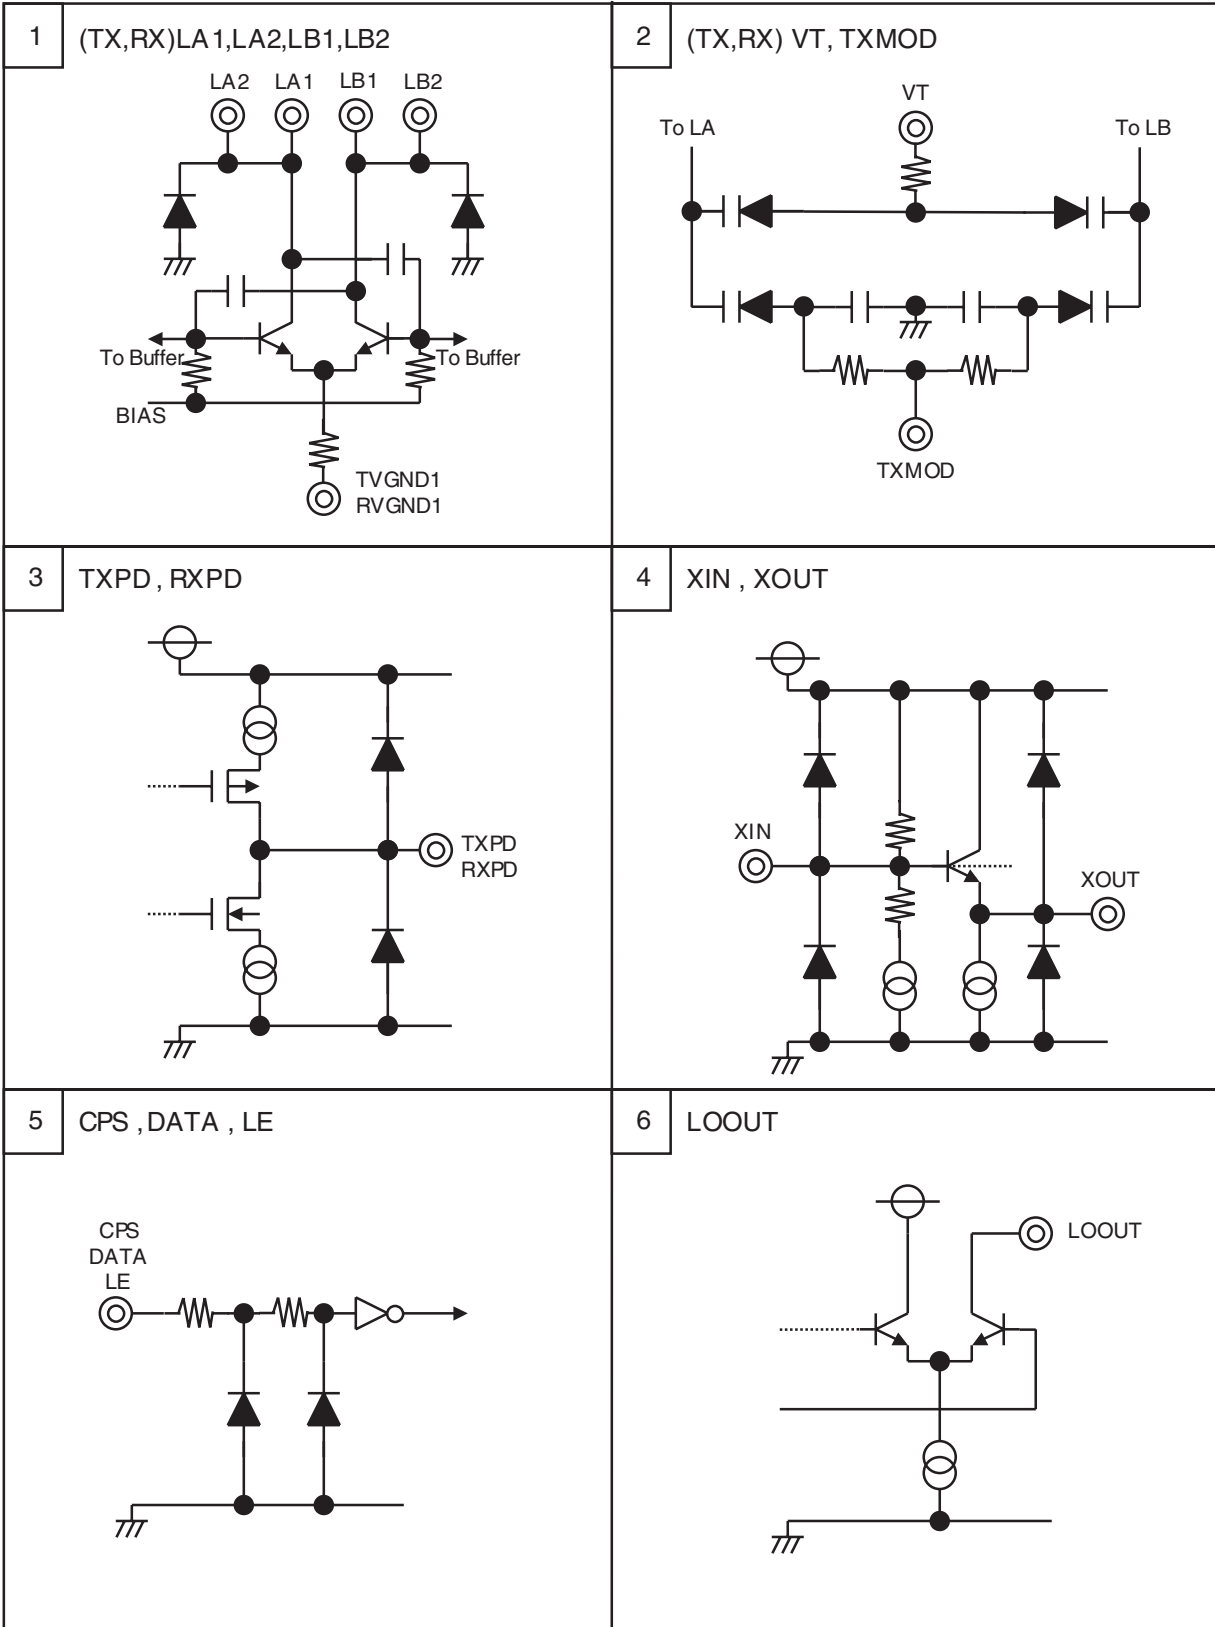 1
(TX,RX)LA1,LA2,LB1,LB2
LA2 LA1 LB1 LB2
To Buffer
To Buffer
BIAS
TVGND1
RVGND1
2
(TX,RX) VT, TXMOD
VT
To LA
To LB
TXMOD
3
TXPD , RXPD
TXPD
RXPD
4
XIN , XOUT
XIN
XOUT
5
CPS , DATA , LE
CPS
DATA
LE
6
LOOUT
LOOUT